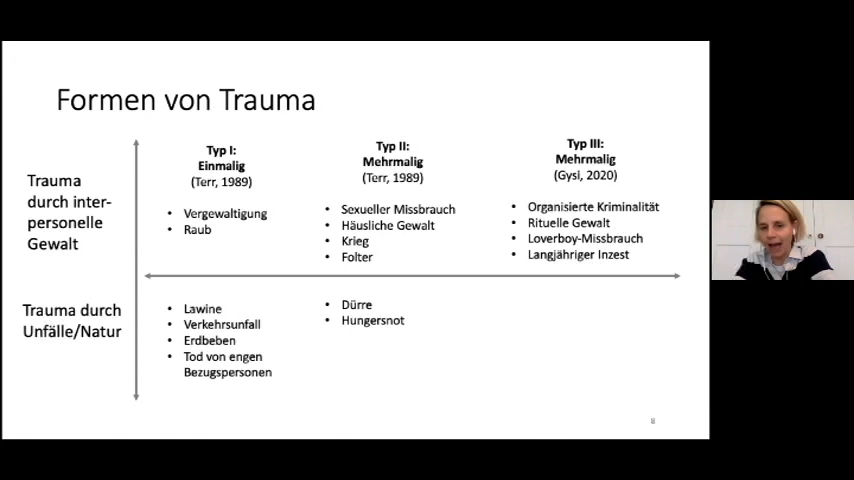 Formen von Trauma
Typ I:
Einmalig
(Terr, 1989)
Typ II:
Mehrmalig
(Terr, 1989)
Typ III:
Mehrmalig
(Gysi, 2020)
Trauma
durch inter-
personelle
Gewalt
• Vergewaltigung
• Raub
• Sexueller Missbrauch
• Häusliche Gewalt
• Krieg
• Folter
• Organisierte Kriminalität
• Rituelle Gewalt
• Loverboy-Missbrauch
• Langjähriger Inzest
Trauma durch
Unfälle/Natur
• Lawine
• Verkehrsunfall
• Erdbeben
• Tod von engen
Bezugspersonen
• Dürre
• Hungersnot
8